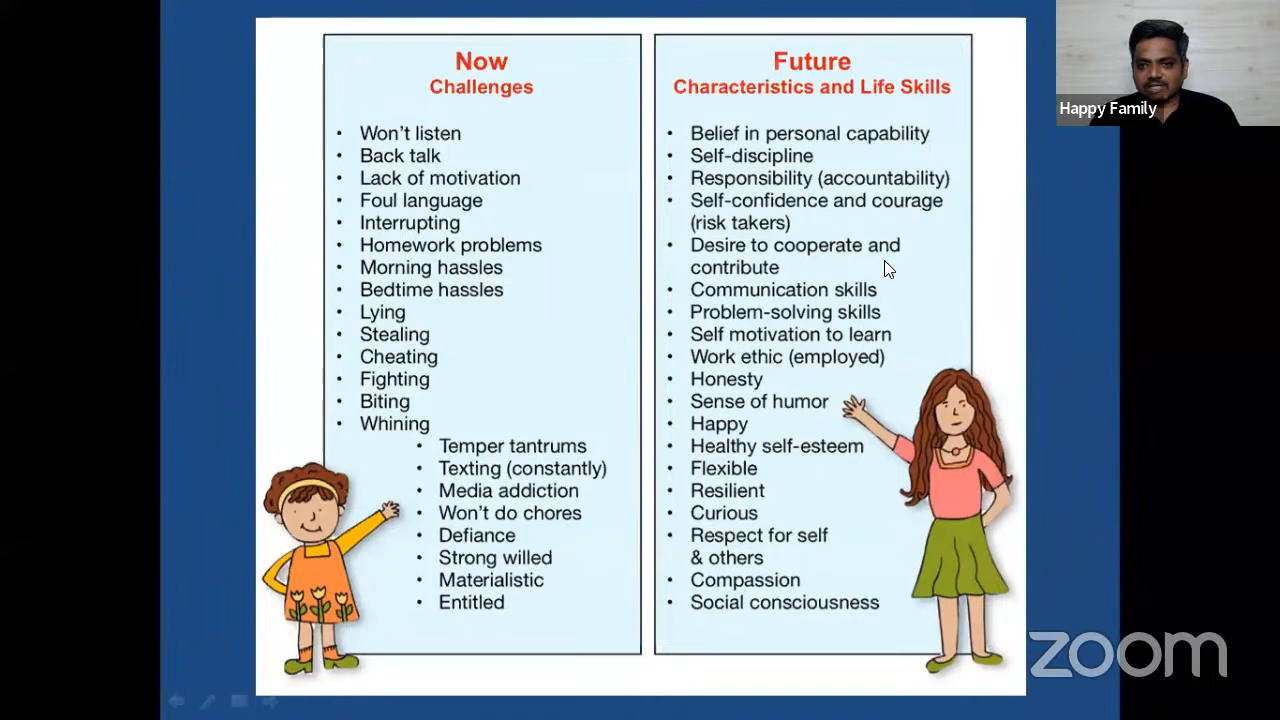 Now
Challenges
• Won't listen
• Back talk
• Lack of motivation
• Foul language
• Interrupting
• Homework problems
• Morning hassles
• Bedtime hassles
• Lying
• Stealing
• Cheating
• Fighting
• Biting
• Whining
• Temper tantrums
• Texting (constantly)
• Media addiction
• Won't do chores
• Defiance
• Strong willed
• Materialistic
• Entitled
Future
Characteristics and Life Skills
• Belief in personal capability
• Self-discipline
• Responsibility (accountability)
• Self-confidence and courage
(risk takers)
• Desire to cooperate and
contribute
• Communication skills
• Problem-solving skills
• Self motivation to learn
• Work ethic (employed)
• Honesty
• Sense of humor
• Happy
• Healthy self-esteem
• Flexible
• Resilient
• Curious
• Respect for self
& others
• Compassion
• Social consciousness
Happy Family
zoom